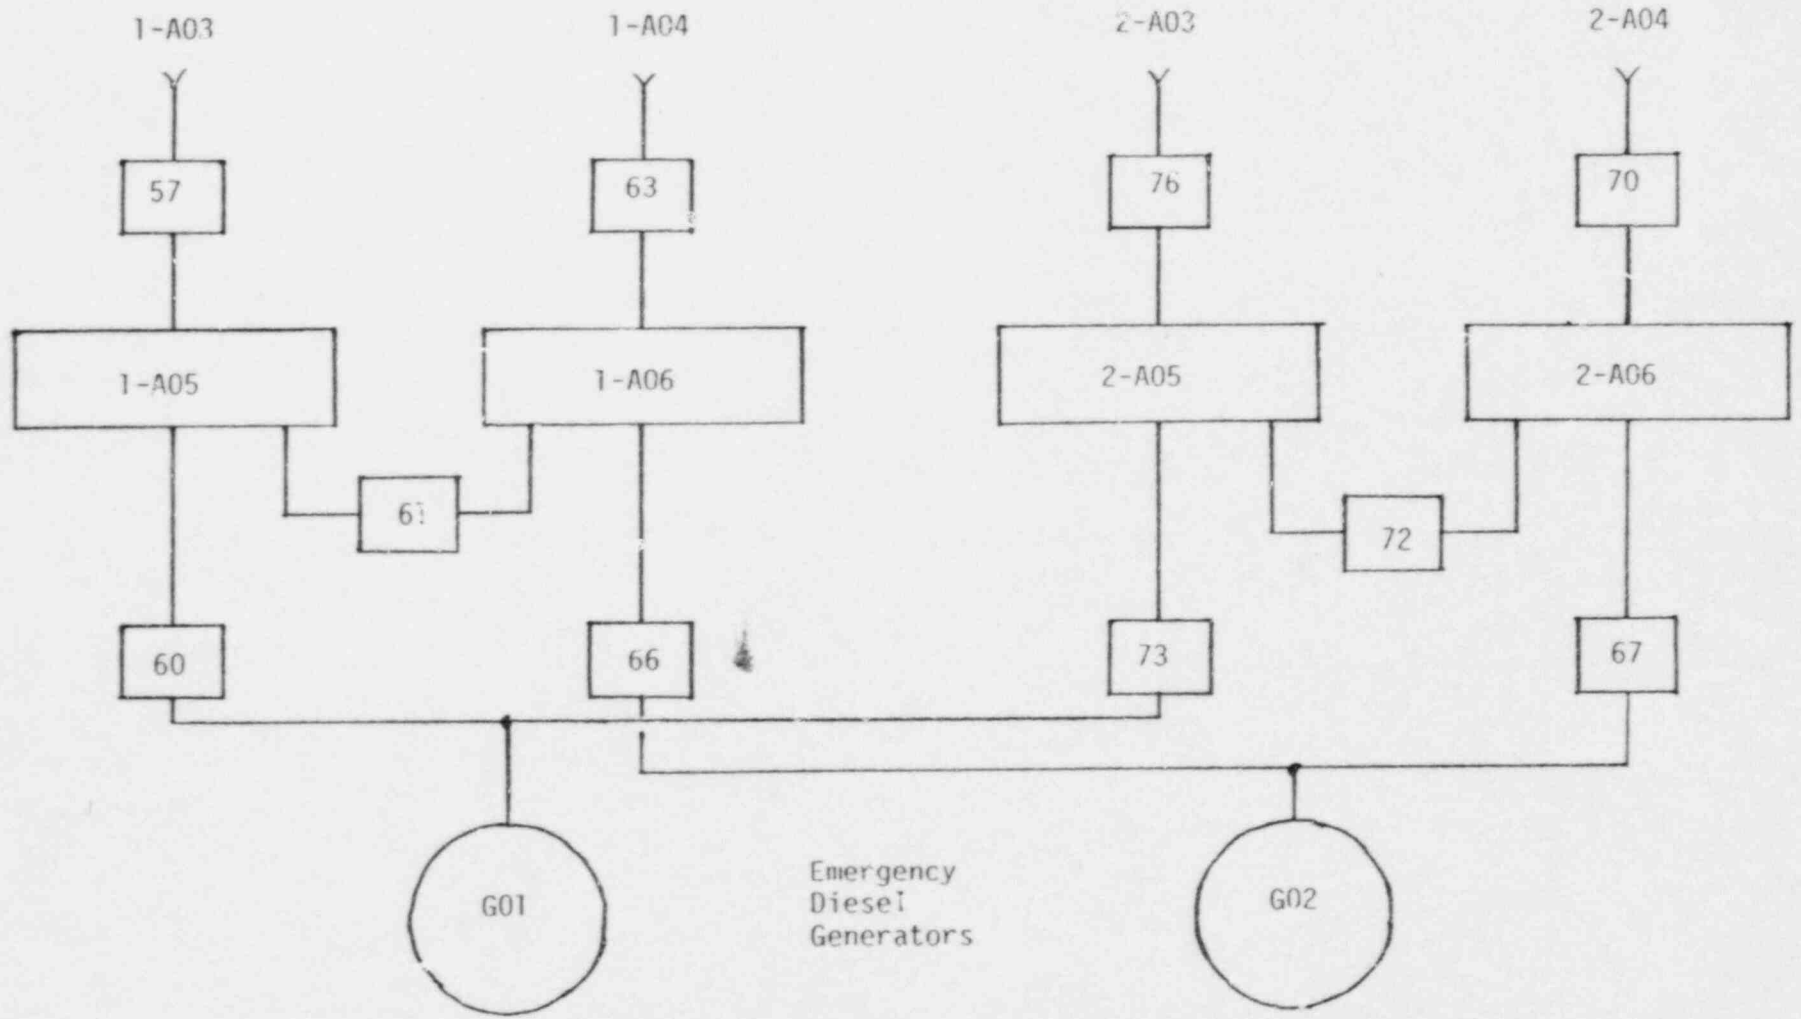 1-A03
1-A04
2-A03
2-A04
57
63
76
70
1-A05
1-A06
2-A05
2-A06
61
72
60
66
73
67
G01
Emergency
Diesel
Generators
G02